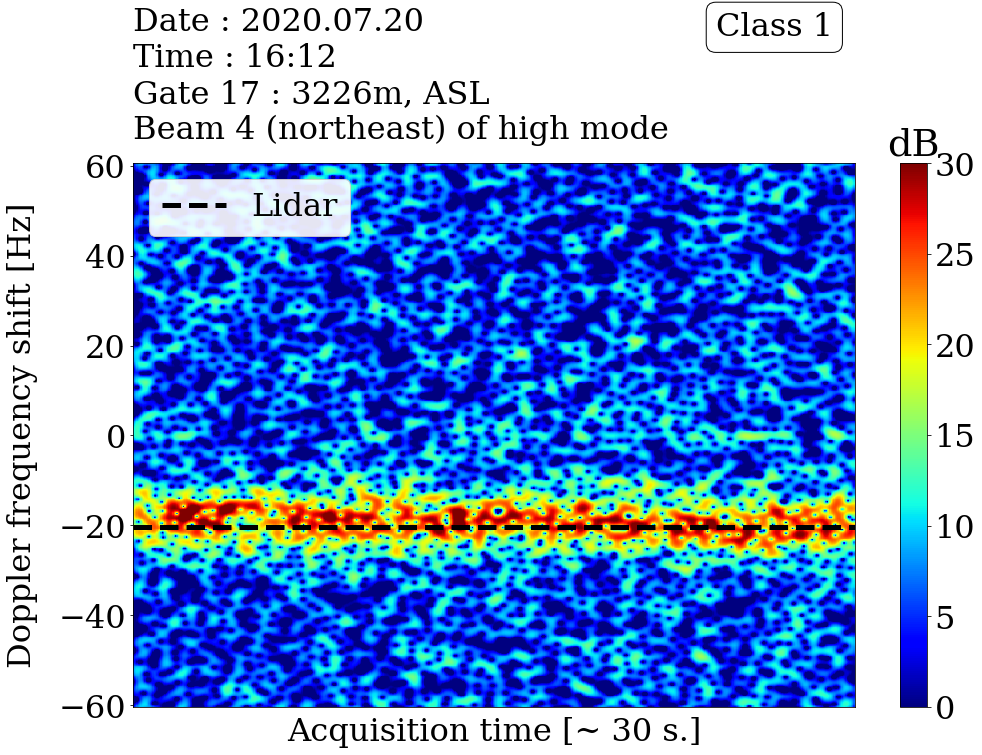 Date : 2020.07.20
Time : 16:12
Gate 17 : 3226m, ASL
Beam 4 (northeast) of high mode
Class 1
dB
60
40
20
0
−20
−40
−60
Doppler frequency shift [Hz]
Lidar
30
25
20
15
10
5
0
Acquisition time [~ 30 s.]